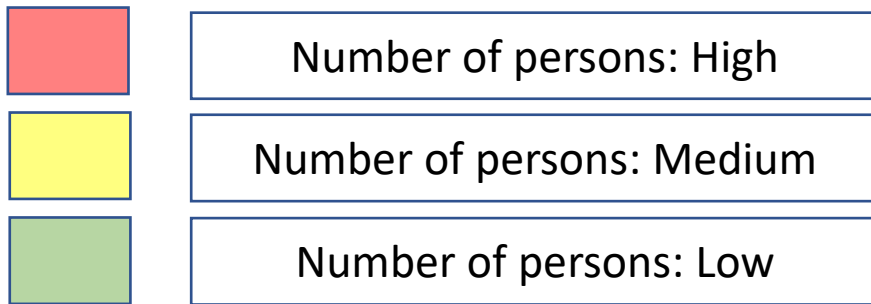 Number of persons: High
Number of persons: Medium
Number of persons: Low